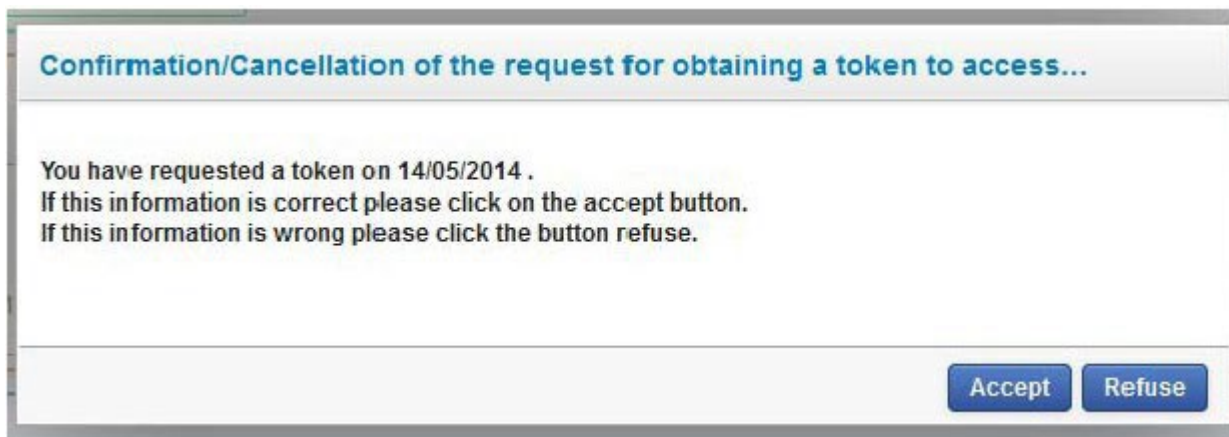 Confirmation/Cancellation of the request for obtaining a token to access...
You have requested a token on 14/05/2014 .
If this information is correct please click on the accept button.
If this information is wrong please click the button refuse.
Accept Refuse